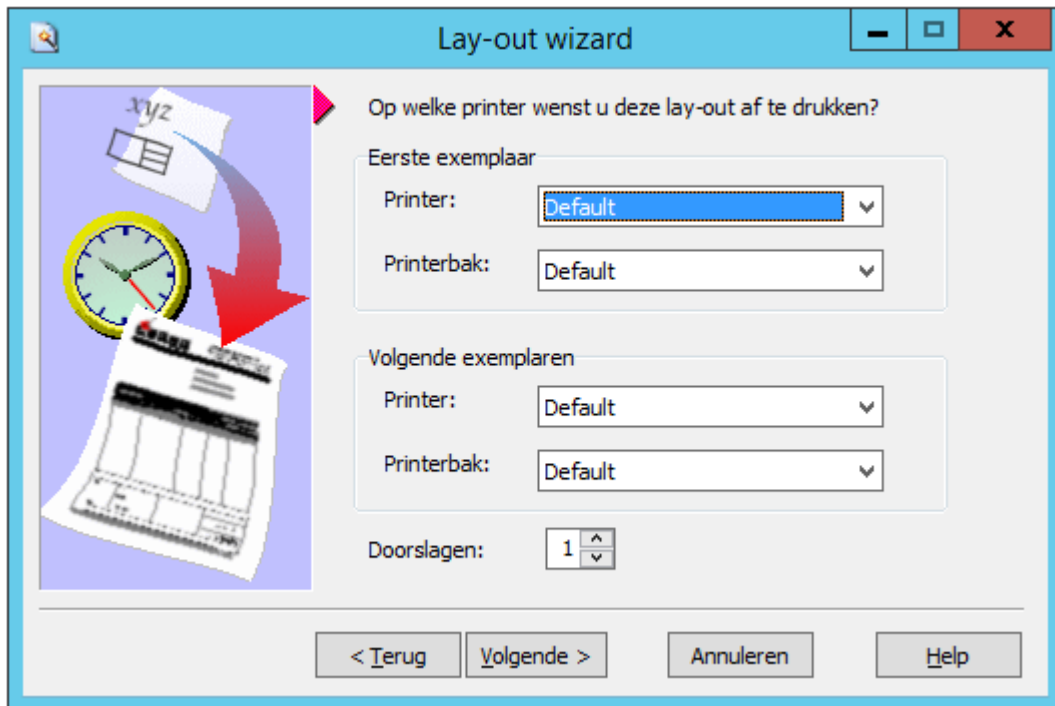 Lay-out wizard
xyz
Op welke printer wenst u deze lay-out af te drukken?
Eerste exemplaar
Printer:
Default
Printerbak:
Default
Volgende exemplaren
Printer:
Default
Printerbak:
Default
Doorslagen:
1
< Terug
Volgende >
Annuleren
Help